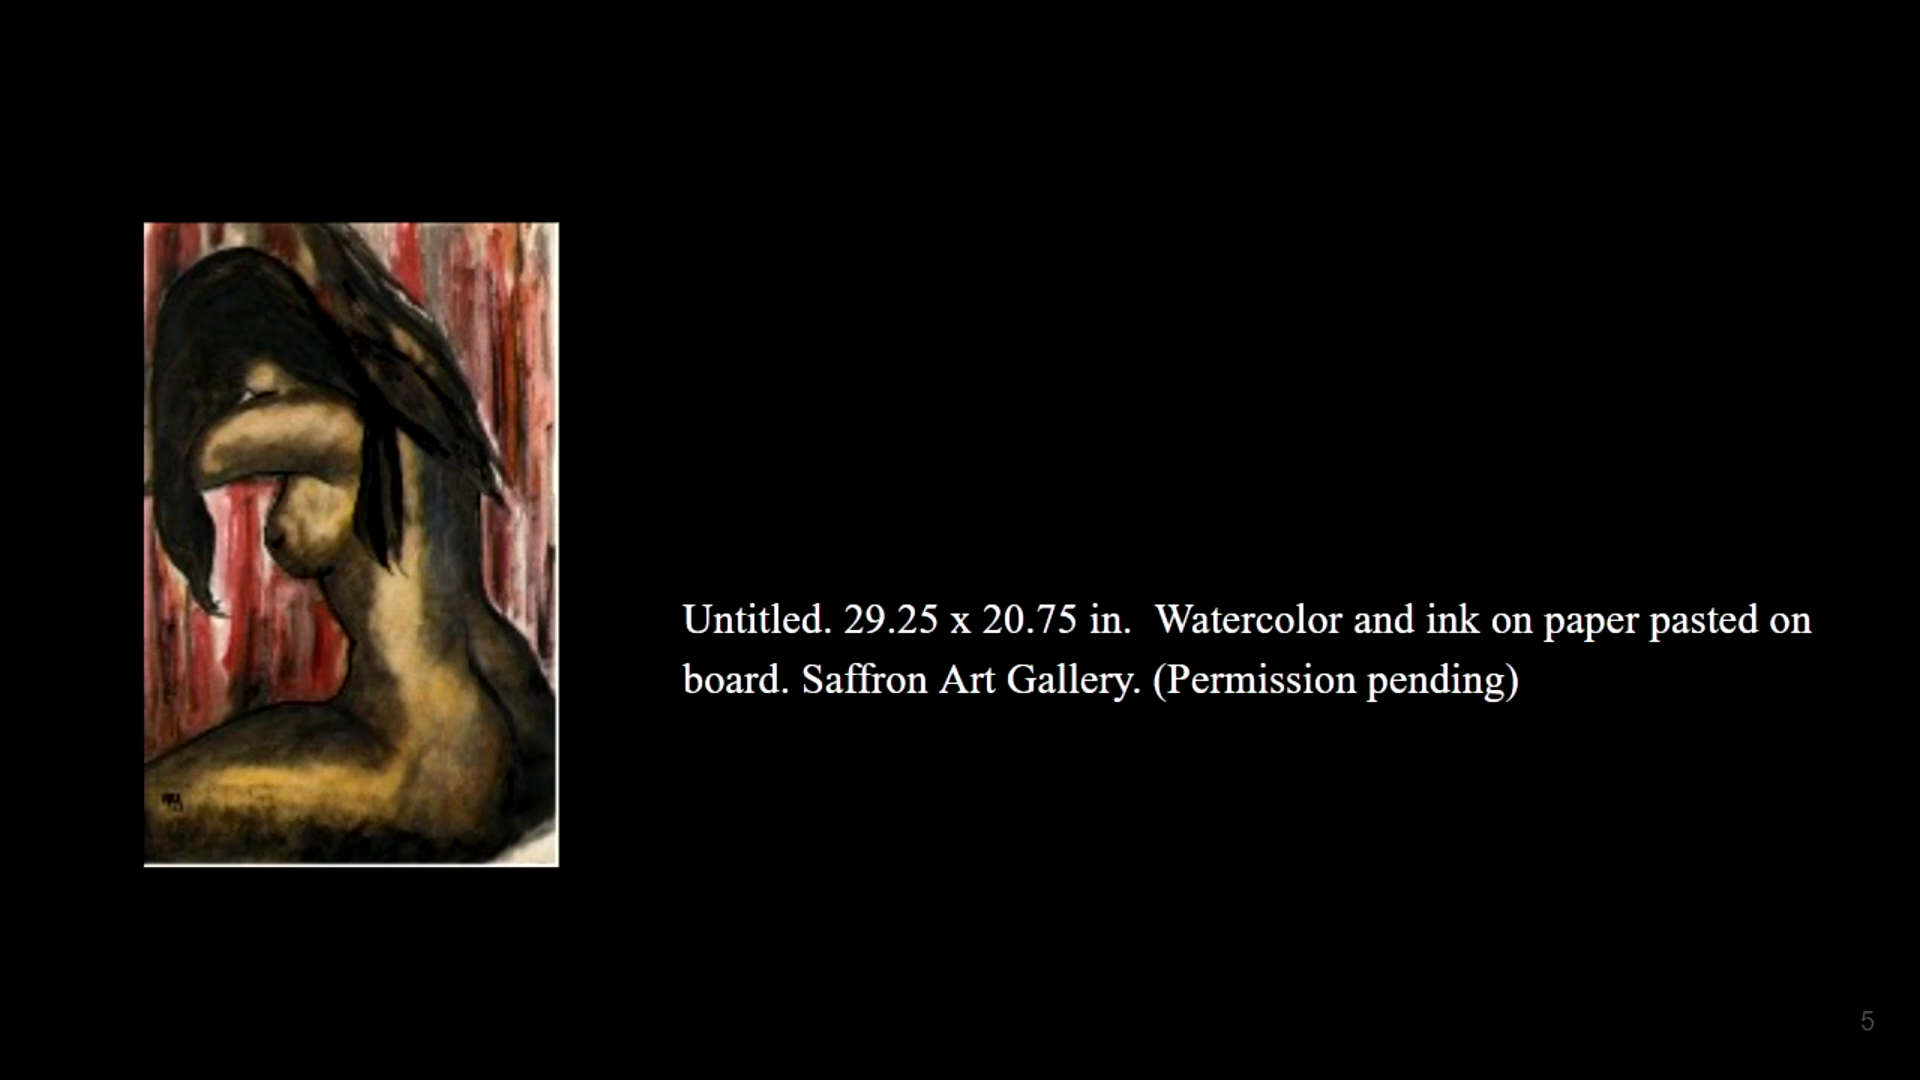 Untitled. 29.25 x 20.75 in.  Watercolor and ink on paper pasted on
board. Saffron Art Gallery. (Permission pending)
5